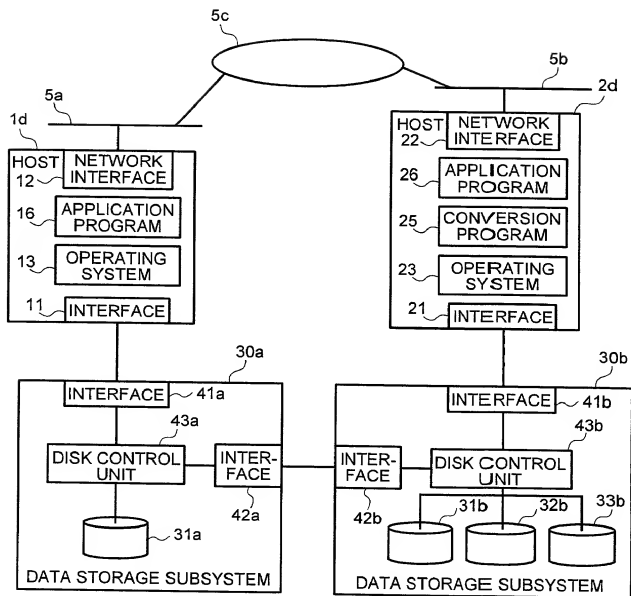 5c
5a
5b
1d
2d
HOST
12
NETWORK
INTERFACE
16
APPLICATION
PROGRAM
13
OPERATING
SYSTEM
11
INTERFACE
HOST
22
NETWORK
INTERFACE
26
APPLICATION
PROGRAM
25
CONVERSION
PROGRAM
23
OPERATING
SYSTEM
21
INTERFACE
30a
INTERFACE
41a
43a
DISK CONTROL
UNIT
INTER-
FACE
42a
31a
DATA STORAGE SUBSYSTEM
30b
INTERFACE
41b
43b
INTER-
FACE
42b
DISK CONTROL
UNIT
31b
32b
33b
DATA STORAGE SUBSYSTEM